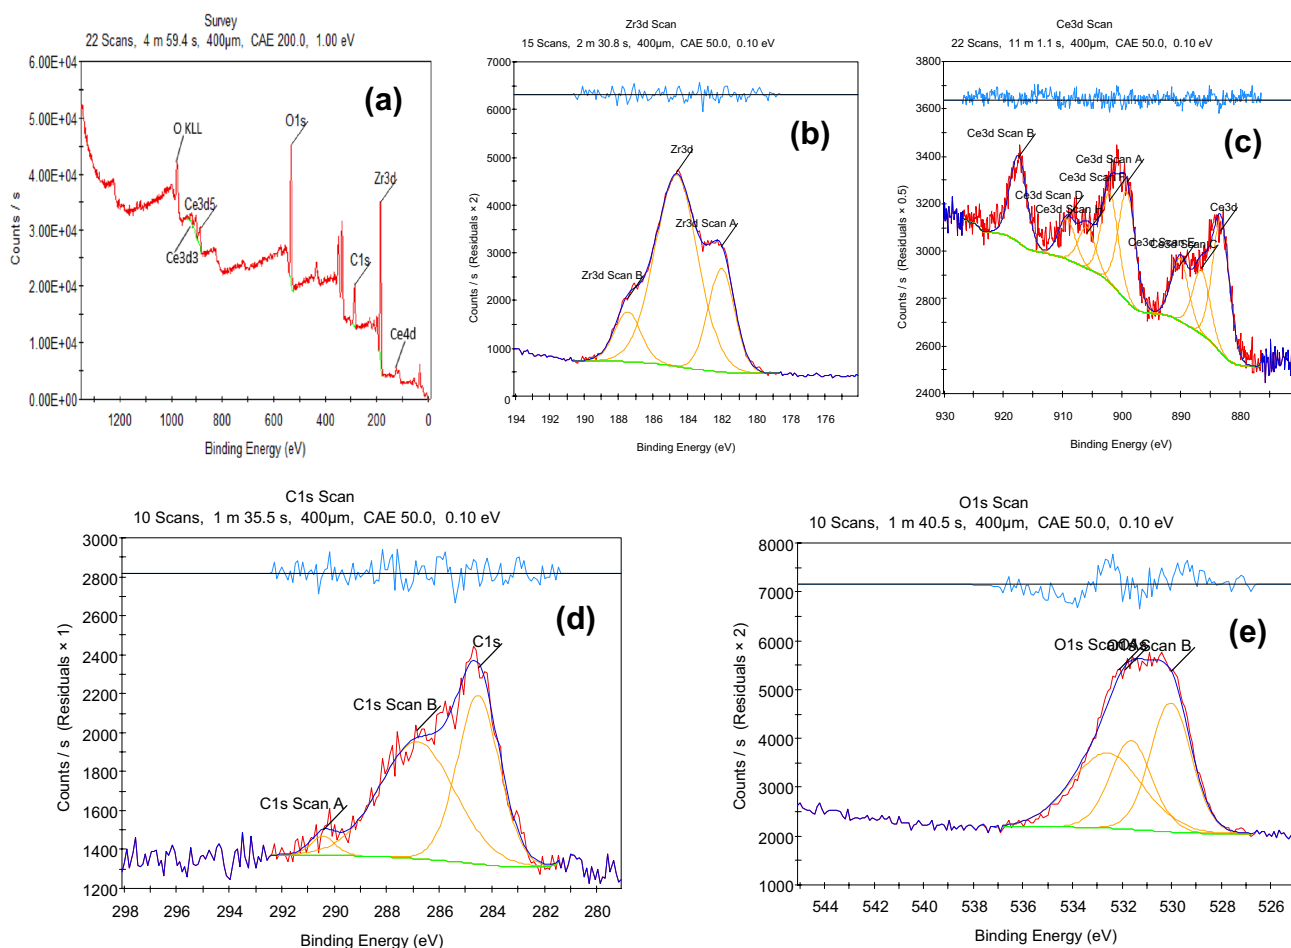 Survey
22 Scans, 4 m 59.4 s, 400µm, CAE 200.0, 1.00 eV
6.00E+04
5.00E+04
4.00E+04
3.00E+04
2.00E+04
1.00E+04
0.00E+00
Counts / s
(a)
O KLL
Ce3d5
Ce3d3
O1s
C1s
Zr3d
Ce4d
1200 1000 800 600 400 200 0
Binding Energy (eV)
Zr3d Scan
15 Scans, 2 m 30.8 s, 400µm, CAE 50.0, 0.10 eV
7000
6000
5000
4000
3000
2000
1000
0
Counts / s (Residuals × 2)
(b)
Zr3d
Zr3d Scan A
Zr3d Scan B
194 192 190 188 186 184 182 180 178 176
Binding Energy (eV)
Ce3d Scan
22 Scans, 11 m 1.1 s, 400µm, CAE 50.0, 0.10 eV
3800
3600
3400
3200
3000
2800
2600
2400
Counts / s (Residuals × 0.5)
(c)
Ce3d Scan B
Ce3d Scan A
Ce3d Scan F
Ce3d Scan D
Ce3d Scan
Ce3d
Ce3d Scan E
Ce3d Scan C
930 920 910 900 890 880
Binding Energy (eV)
C1s Scan
10 Scans, 1 m 35.5 s, 400µm, CAE 50.0, 0.10 eV
3000
2800
2600
2400
2200
2000
1800
1600
1400
1200
Counts / s (Residuals × 1)
(d)
C1s
C1s Scan B
C1s Scan A
298 296 294 292 290 288 286 284 282 280
Binding Energy (eV)
O1s Scan
10 Scans, 1 m 40.5 s, 400µm, CAE 50.0, 0.10 eV
8000
7000
6000
5000
4000
3000
2000
1000
Counts / s (Residuals × 2)
(e)
O1s Scan A
O1s
O1s Scan B
544 542 540 538 536 534 532 530 528 526
Binding Energy (eV)